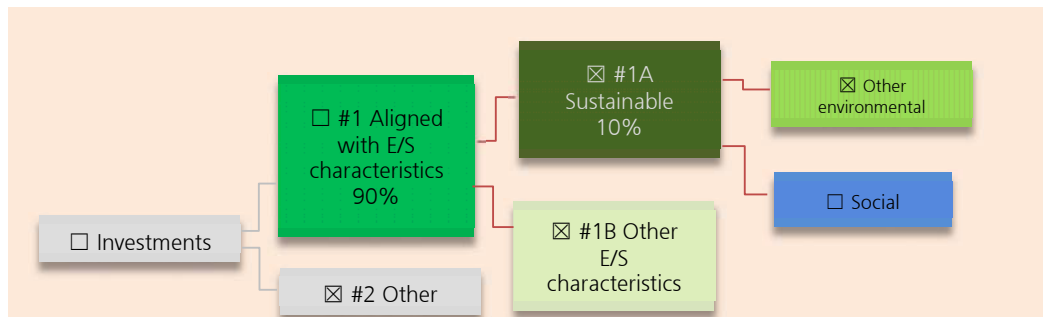 ☐ Investments
☐ #1 Aligned
with E/S
characteristics
90%
☒ #2 Other
☒ #1A
Sustainable
10%
☒ #1B Other
E/S
characteristics
☒ Other
environmental
☐ Social